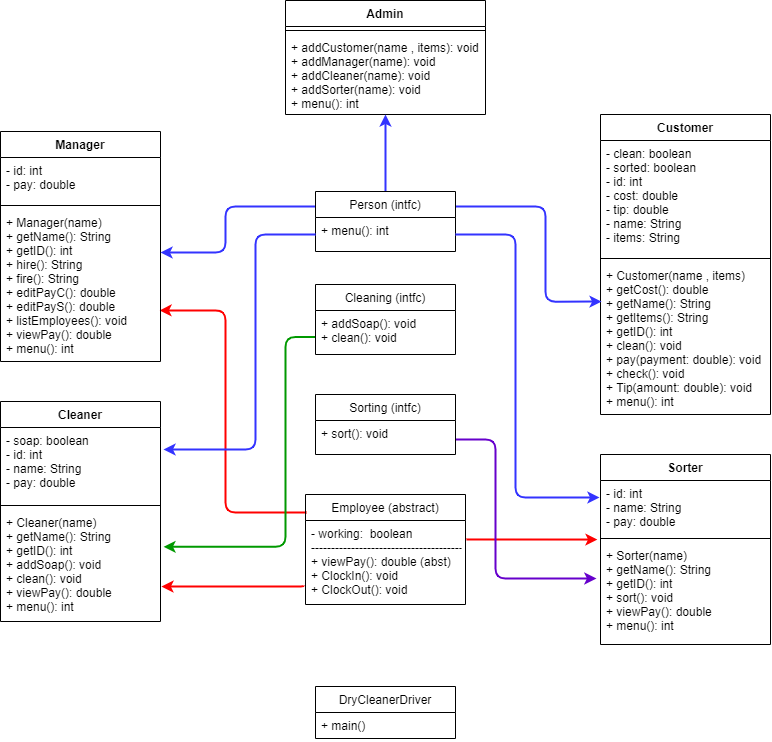 Admin
+ addCustomer(name , items): void
+ addManager(name): void
+ addCleaner(name): void
+ addSorter(name): void
+ menu(): int
Manager
- id: int
- pay: double
+ Manager(name)
+ getName(): String
+ getID(): int
+ hire(): String
+ fire(): String
+ editPayC(): double
+ editPayS(): double
+ listEmployees(): void
+ viewPay(): double
+ menu(): int
Person (intfc)
+ menu(): int
Customer
- clean: boolean
- sorted: boolean
- id: int
- cost: double
- tip: double
- name: String
- items: String
+ Customer(name , items)
+ getCost(): double
+ getName(): String
+ getItems(): String
+ getID(): int
+ clean(): void
+ pay(payment: double): void
+ check(): void
+ Tip(amount: double): void
+ menu(): int
Cleaning (intfc)
+ addSoap(): void
+ clean(): void
Cleaner
- soap: boolean
- id: int
- name: String
- pay: double
+ Cleaner(name)
+ getName(): String
+ getID(): int
+ addSoap(): void
+ clean(): void
+ viewPay(): double
+ menu(): int
Sorting (intfc)
+ sort(): void
Employee (abstract)
- working:  boolean
+ viewPay(): double (abst)
+ ClockIn(): void
+ ClockOut(): void
Sorter
- id: int
- name: String
- pay: double
+ Sorter(name)
+ getName(): String
+ getID(): int
+ sort(): void
+ viewPay(): double
+ menu(): int
DryCleanerDriver
+ main()